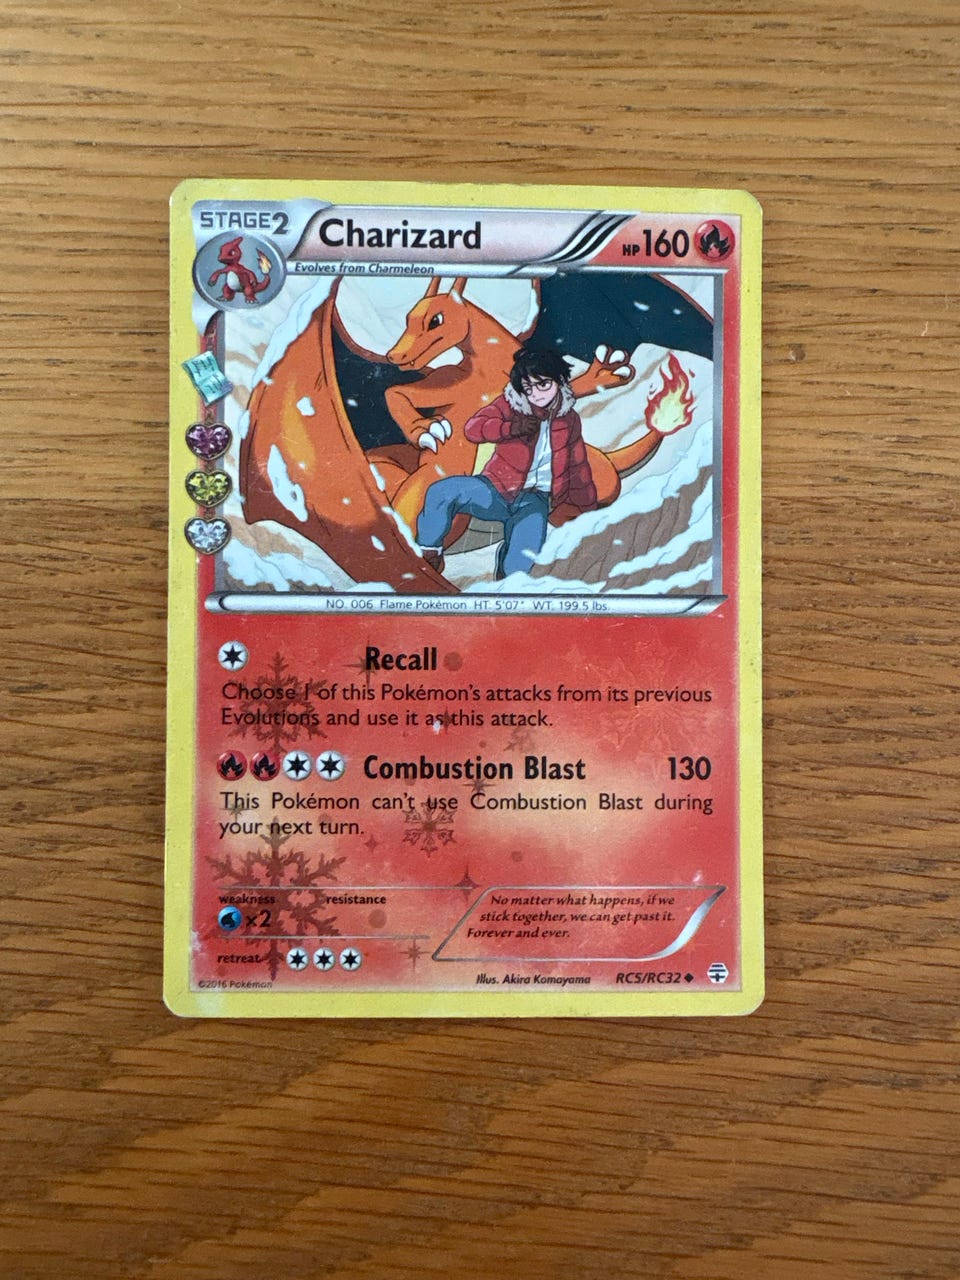 STAGE2
Charizard
HP160
Evolves from Charmeleon
NO. 006 Flame Pokémon HT. 5'07" WT. 199.5 lbs.
Recall
Choose 1 of this Pokémon's attacks from its previous
Evolutions and use it as this attack.
Combustion Blast 130
This Pokémon can't use Combustion Blast during
your next turn.
weakness resistance
x2
retreat
No matter what happens, if we
stick together, we can get past it.
Forever and ever.
©2016 Pokémon
Illus. Akira Komayama RC5/RC32